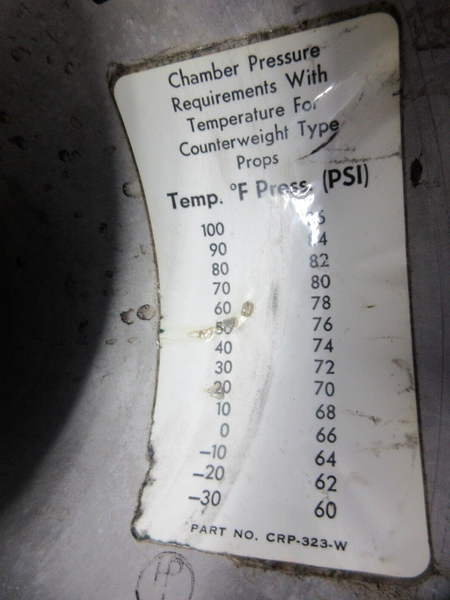 Chamber Pressure
Requirements With
Temperature For
Counterweight Type
Props
Temp. °F Press. (PSI)
100
90
80 82
70 80
60 78
50 76
40 74
30 72
20 70
10 68
0 66
–10 64
–20 62
–30 60
PART NO. CRP-323-W